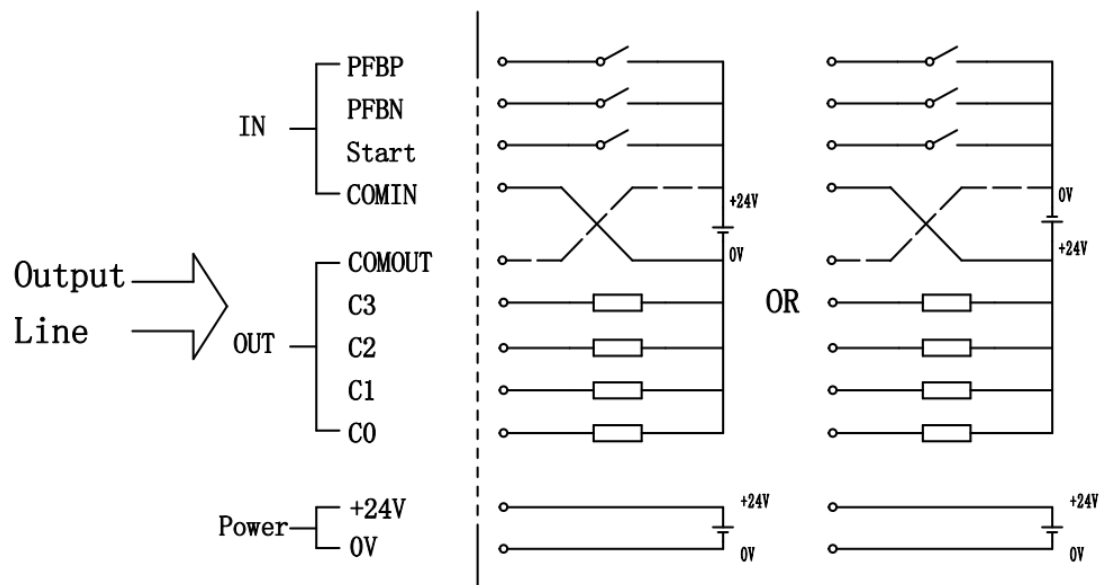 PFBP
PFBN
IN
Start
COMIN
+24V
0V
0V
+24V
COMOUT
Output
Line
C3
OR
OUT
C2
C1
C0
Power
+24V
0V
+24V
0V
+24V
0V